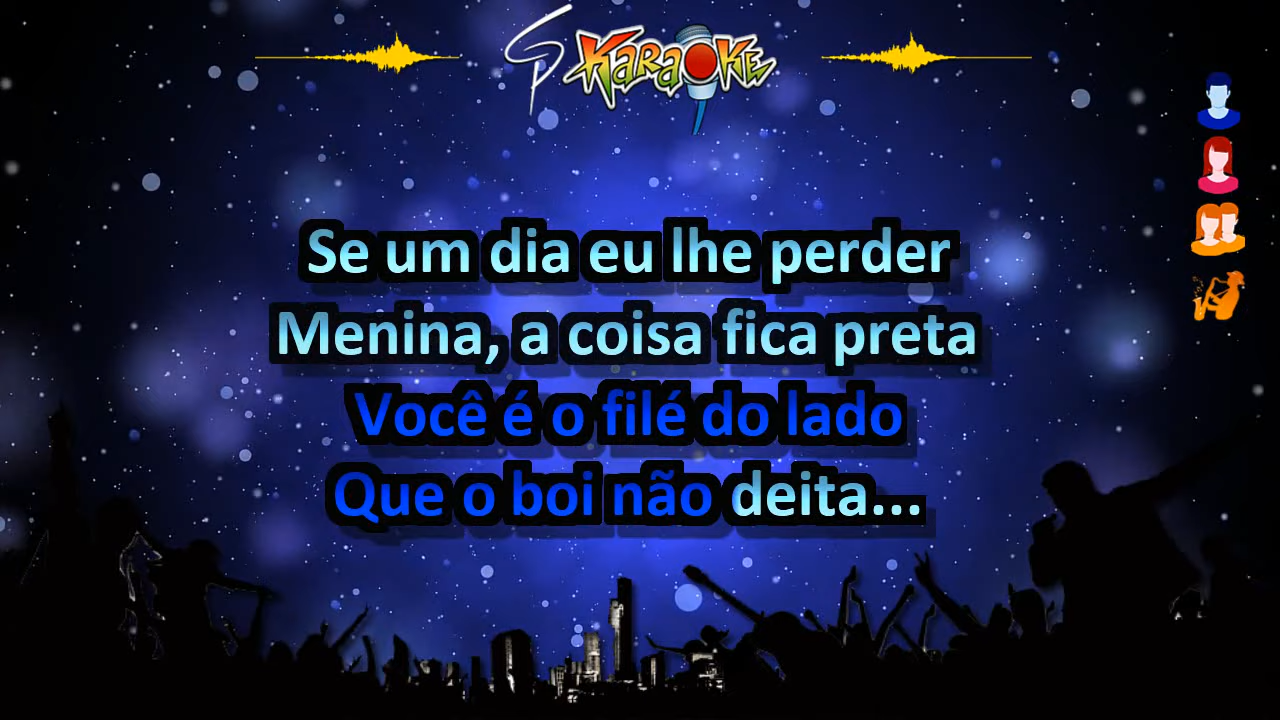 SP KaraOKe
Se um dia eu lhe perder
Menina, a coisa fica preta
Você é o filé do lado
Que o boi não deita...